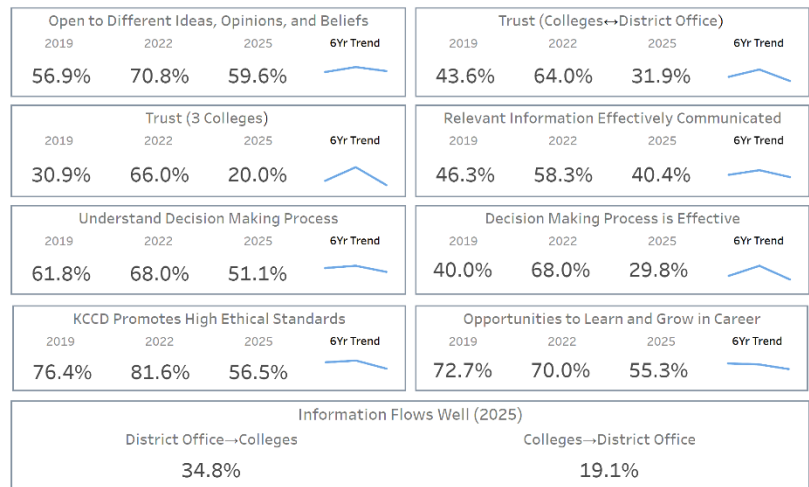 Open to Different Ideas, Opinions, and Beliefs
2019 2022 2025 6Yr Trend
56.9% 70.8% 59.6%
Trust (Colleges↔District Office)
2019 2022 2025 6Yr Trend
43.6% 64.0% 31.9%
Trust (3 Colleges)
2019 2022 2025 6Yr Trend
30.9% 66.0% 20.0%
Relevant Information Effectively Communicated
2019 2022 2025 6Yr Trend
46.3% 58.3% 40.4%
Understand Decision Making Process
2019 2022 2025 6Yr Trend
61.8% 68.0% 51.1%
Decision Making Process is Effective
2019 2022 2025 6Yr Trend
40.0% 68.0% 29.8%
KCCD Promotes High Ethical Standards
2019 2022 2025 6Yr Trend
76.4% 81.6% 56.5%
Opportunities to Learn and Grow in Career
2019 2022 2025 6Yr Trend
72.7% 70.0% 55.3%
Information Flows Well (2025)
District Office→Colleges Colleges→District Office
34.8% 19.1%